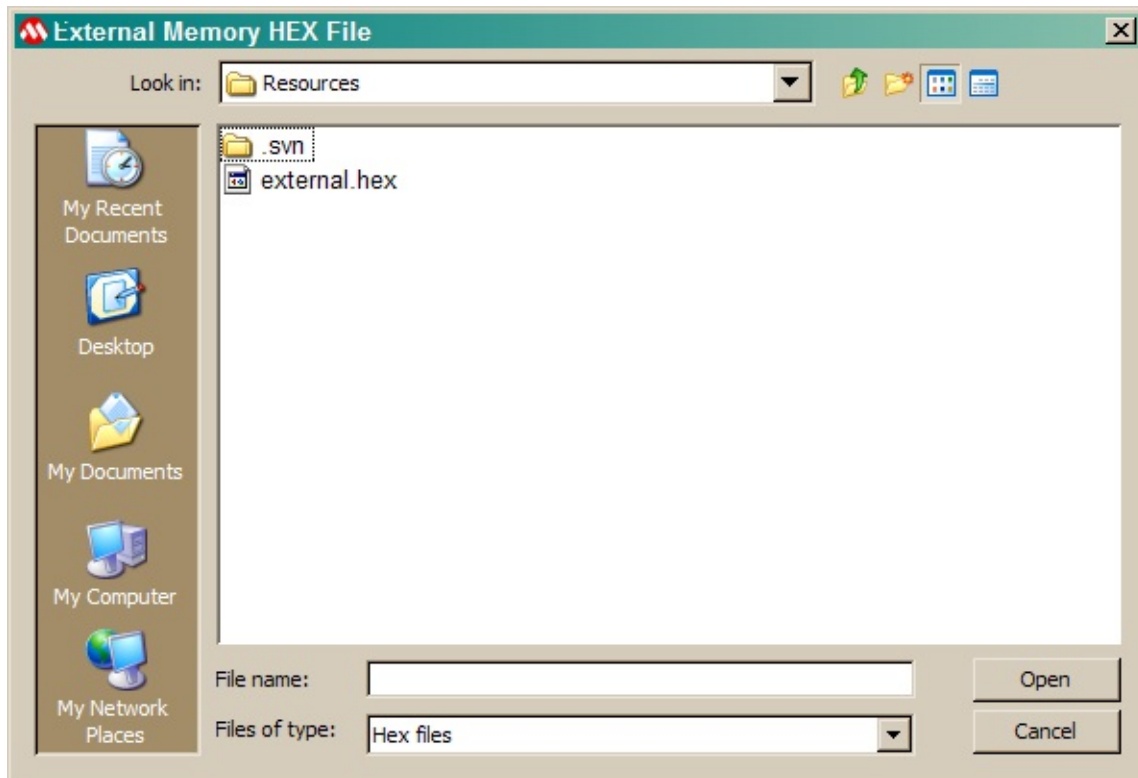 External Memory HEX File
Look in: Resources
.svn
external.hex
My Recent
Documents
Desktop
My Documents
My Computer
My Network
Places
File name:
Open
Files of type: Hex files
Cancel